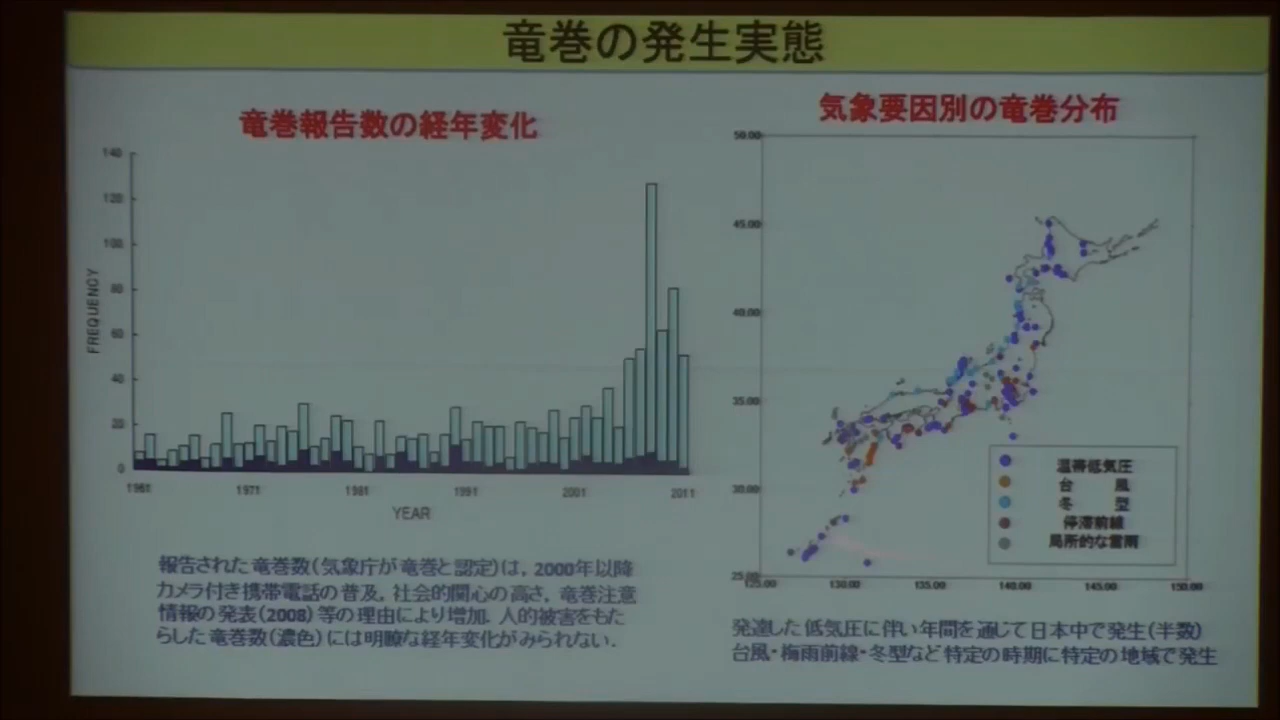 竜巻の発生実態
竜巻報告数の経年変化
気象要因別の竜巻分布
140
120
100
80
60
40
20
0
FREQUENCY
1961
1971
1981
1991
2001
2011
YEAR
50.00
45.00
40.00
35.00
30.00
25.00
125.00
130.00
135.00
140.00
145.00
150.00
温帯低気圧
台　風
冬　型
停滞前線
局所的な雷雨
報告された竜巻数（気象庁が竜巻と認定）は，2000年以降
カメラ付き携帯電話の普及，社会的関心の高さ，竜巻注意
情報の発表（2008）等の理由により増加．人的被害をもた
らした竜巻数（濃色）には明瞭な経年変化がみられない．
発達した低気圧に伴い年間を通じて日本中で発生（半数）
台風・梅雨前線・冬型など特定の時期に特定の地域で発生